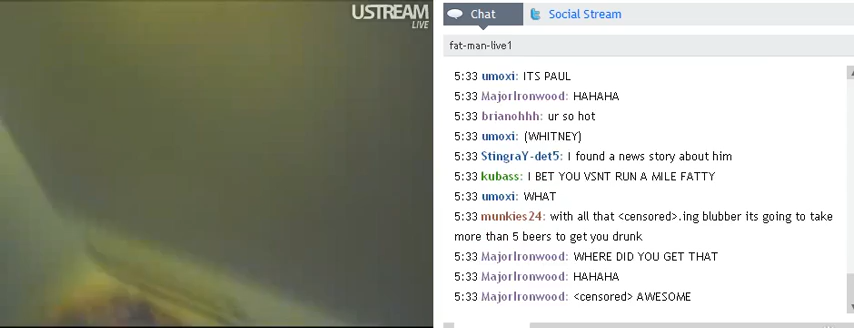 USTREAM
LIVE
Chat
Social Stream
fat-man-live1
5:33 umoxi: ITS PAUL
5:33 MajorIronwood: HAHAHA
5:33 brianohhh: ur so hot
5:33 umoxi: (WHITNEY)
5:33 StingraY-det5: I found a news story about him
5:33 kubass: I BET YOU VSNT RUN A MILE FATTY
5:33 umoxi: WHAT
5:33 munkies24: with all that <censored>.ing blubber its going to take
more than 5 beers to get you drunk
5:33 MajorIronwood: WHERE DID YOU GET THAT
5:33 MajorIronwood: HAHAHA
5:33 MajorIronwood: <censored> AWESOME